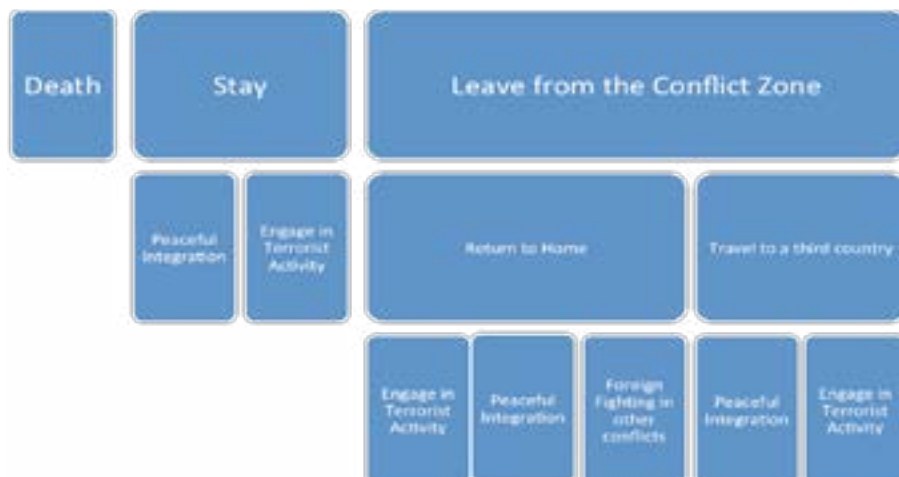 Death
Stay
Leave from the Conflict Zone
Peaceful
Integration
Engage in
Terrorist
Activity
Return to Home
Travel to a third country
Engage in
Terrorist
Activity
Peaceful
Integration
Foreign
Fighting in
other
conflicts
Peaceful
Integration
Engage in
Terrorist
Activity